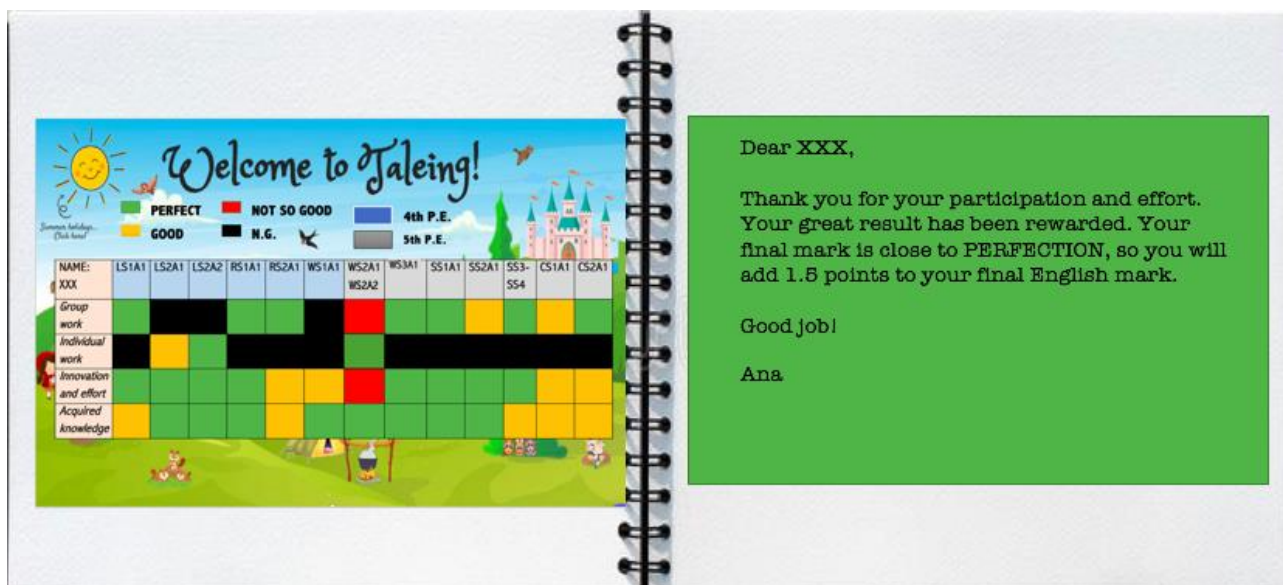 Welcome to Taleing!
Summer holidays...
Click here!
PERFECT
NOT SO GOOD
4th P.E.
GOOD
N.G.
5th P.E.
NAME:
XXX
LS1A1
LS2A1
LS2A2
RS1A1
RS2A1
WS1A1
WS2A1
WS2A2
WS3A1
SS1A1
SS2A1
SS3-
SS4
CS1A1
CS2A1
Group
work
Individual
work
Innovation
and effort
Acquired
knowledge
Dear XXX,
Thank you for your participation and effort.
Your great result has been rewarded. Your
final mark is close to PERFECTION, so you will
add 1.5 points to your final English mark.
Good job!
Ana